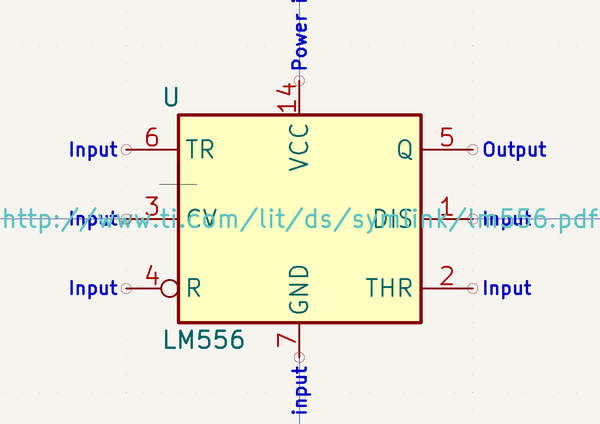 Power i
14
U
VCC
6
TR
Input
Q
5
Output
3
CV
Input
DIS
1
Input
http://www.ti.com/lit/ds/symlink/lm556.pdf
4
R
Input
THR
2
Input
GND
7
LM556
input